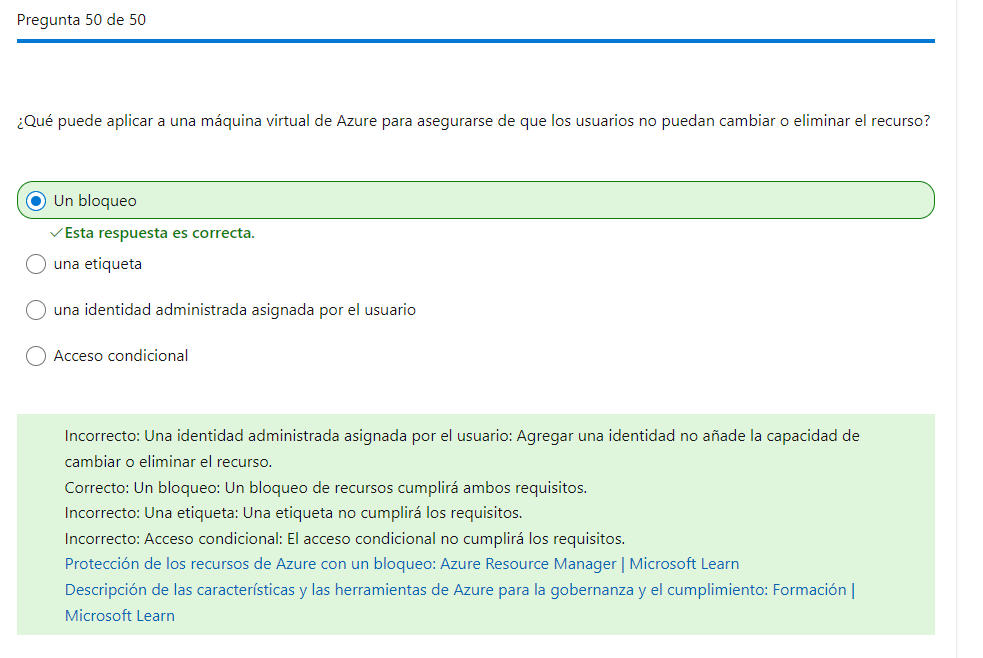 Pregunta 50 de 50
¿Qué puede aplicar a una máquina virtual de Azure para asegurarse de que los usuarios no puedan cambiar o eliminar el recurso?
Un bloqueo
Esta respuesta es correcta.
una etiqueta
una identidad administrada asignada por el usuario
Acceso condicional
Incorrecto: Una identidad administrada asignada por el usuario: Agregar una identidad no añade la capacidad de
cambiar o eliminar el recurso.
Correcto: Un bloqueo: Un bloqueo de recursos cumplirá ambos requisitos.
Incorrecto: Una etiqueta: Una etiqueta no cumplirá los requisitos.
Incorrecto: Acceso condicional: El acceso condicional no cumplirá los requisitos.
Protección de los recursos de Azure con un bloqueo: Azure Resource Manager | Microsoft Learn
Descripción de las características y las herramientas de Azure para la gobernanza y el cumplimiento: Formación |
Microsoft Learn